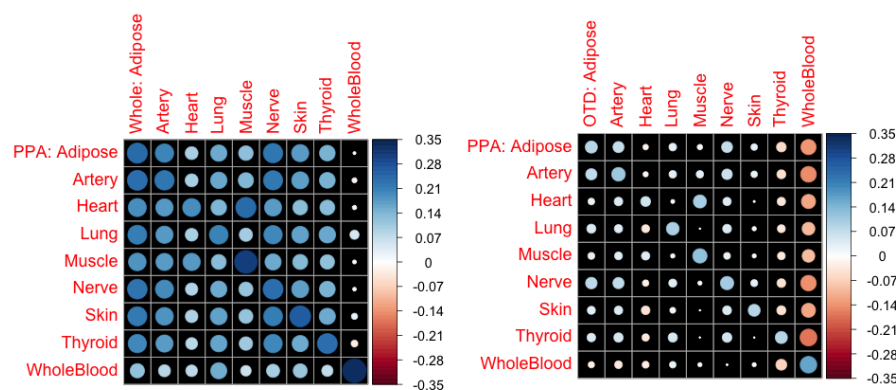 Whole: Adipose
Artery
Heart
Lung
Muscle
Nerve
Skin
Thyroid
WholeBlood
PPA: Adipose
Artery
Heart
Lung
Muscle
Nerve
Skin
Thyroid
WholeBlood
0.35
0.28
0.21
0.14
0.07
0
-0.07
-0.14
-0.21
-0.28
-0.35
OTD: Adipose
Artery
Heart
Lung
Muscle
Nerve
Skin
Thyroid
WholeBlood
PPA: Adipose
Artery
Heart
Lung
Muscle
Nerve
Skin
Thyroid
WholeBlood
0.35
0.28
0.21
0.14
0.07
0
-0.07
-0.14
-0.21
-0.28
-0.35